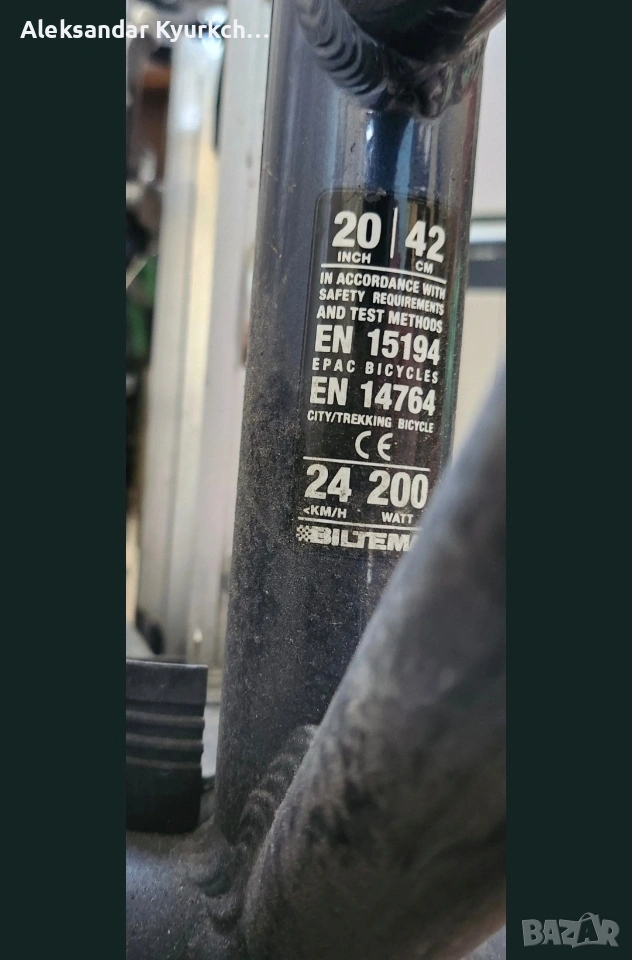 Aleksandar Kyurkch...
20 | 42
INCH CM
IN ACCORDANCE WITH
SAFETY REQUIREMENTS
AND TEST METHODS
EN 15194
EPAC BICYCLES
EN 14764
CITY/TREKKING BICYCLE
CE
24 200
<KM/H WATT
BILTEMA
BAZAR